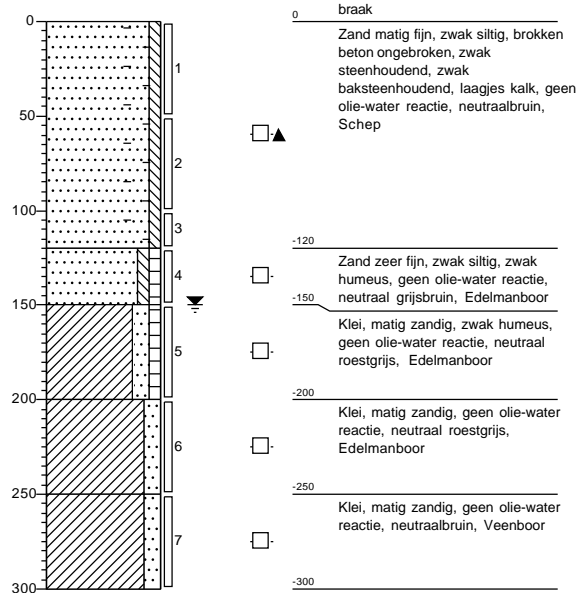 0
50
100
150
200
250
300
1
2
3
4
5
6
7
braak
0
Zand matig fijn, zwak siltig, brokken
beton ongebroken, zwak
steenhoudend, zwak
baksteenhoudend, laagjes kalk, geen
olie-water reactie, neutraalbruin,
Schep
-120
Zand zeer fijn, zwak siltig, zwak
humeus, geen olie-water reactie,
neutraal grijsbruin, Edelmanboor
-150
Klei, matig zandig, zwak humeus,
geen olie-water reactie, neutraal
roestgrijs, Edelmanboor
-200
Klei, matig zandig, geen olie-water
reactie, neutraal roestgrijs,
Edelmanboor
-250
Klei, matig zandig, geen olie-water
reactie, neutraalbruin, Veenboor
-300